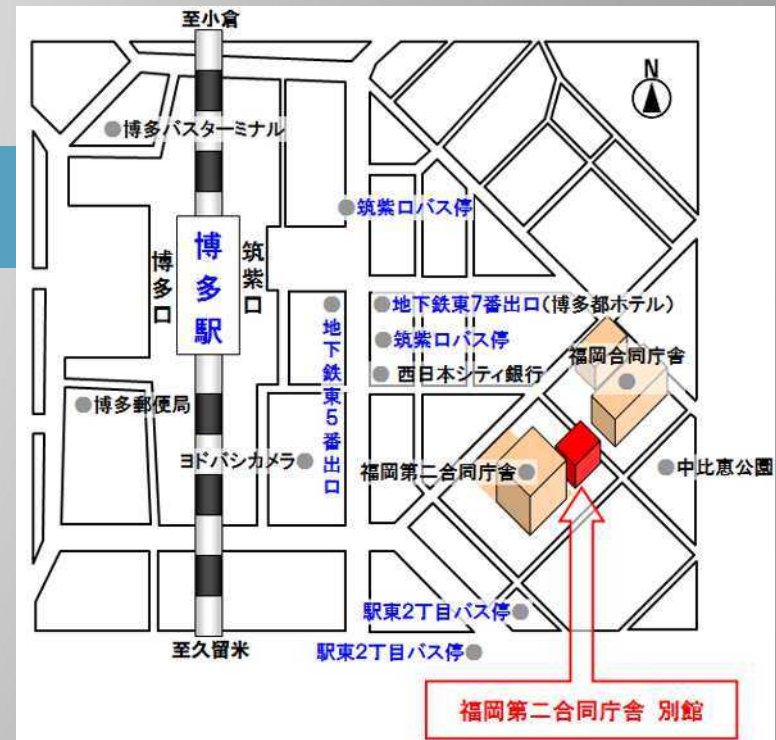 至小倉
N
博多バスターミナル
筑紫口バス停
博多口
博多駅
筑紫口
地下鉄東7番出口(博多都ホテル)
筑紫口バス停
西日本シティ銀行
地下鉄東5番出口
福岡合同庁舎
博多郵便局
ヨドバシカメラ
福岡第二合同庁舎
中比恵公園
駅東2丁目バス停
駅東2丁目バス停
至久留米
福岡第二合同庁舎 別館